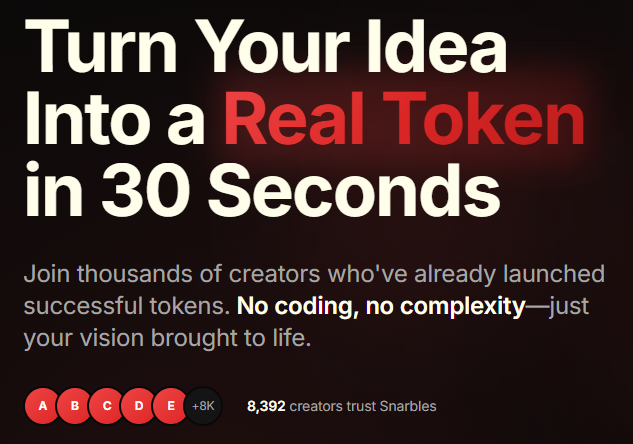 Turn Your Idea
Into a Real Token
in 30 Seconds
Join thousands of creators who've already launched
successful tokens. No coding, no complexity—just
your vision brought to life.
A B C D E +8K 8,392 creators trust Snarbles